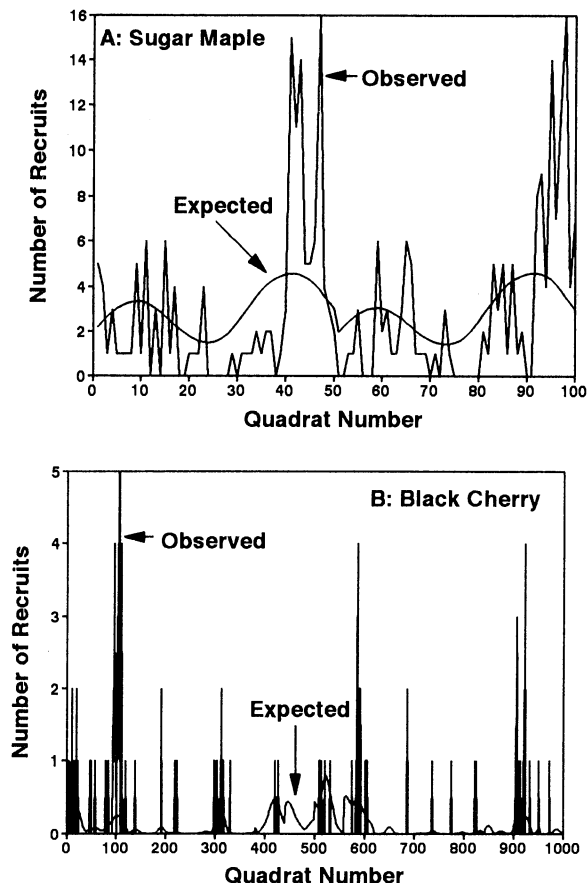 16
A: Sugar Maple
14
Observed
12
10
8
Expected
6
4
2
0
0 10 20 30 40 50 60 70 80 90 100
Number of Recruits
Quadrat Number
5
B: Black Cherry
Observed
4
3
2
Expected
1
0
0 100 200 300 400 500 600 700 800 900 1000
Number of Recruits
Quadrat Number